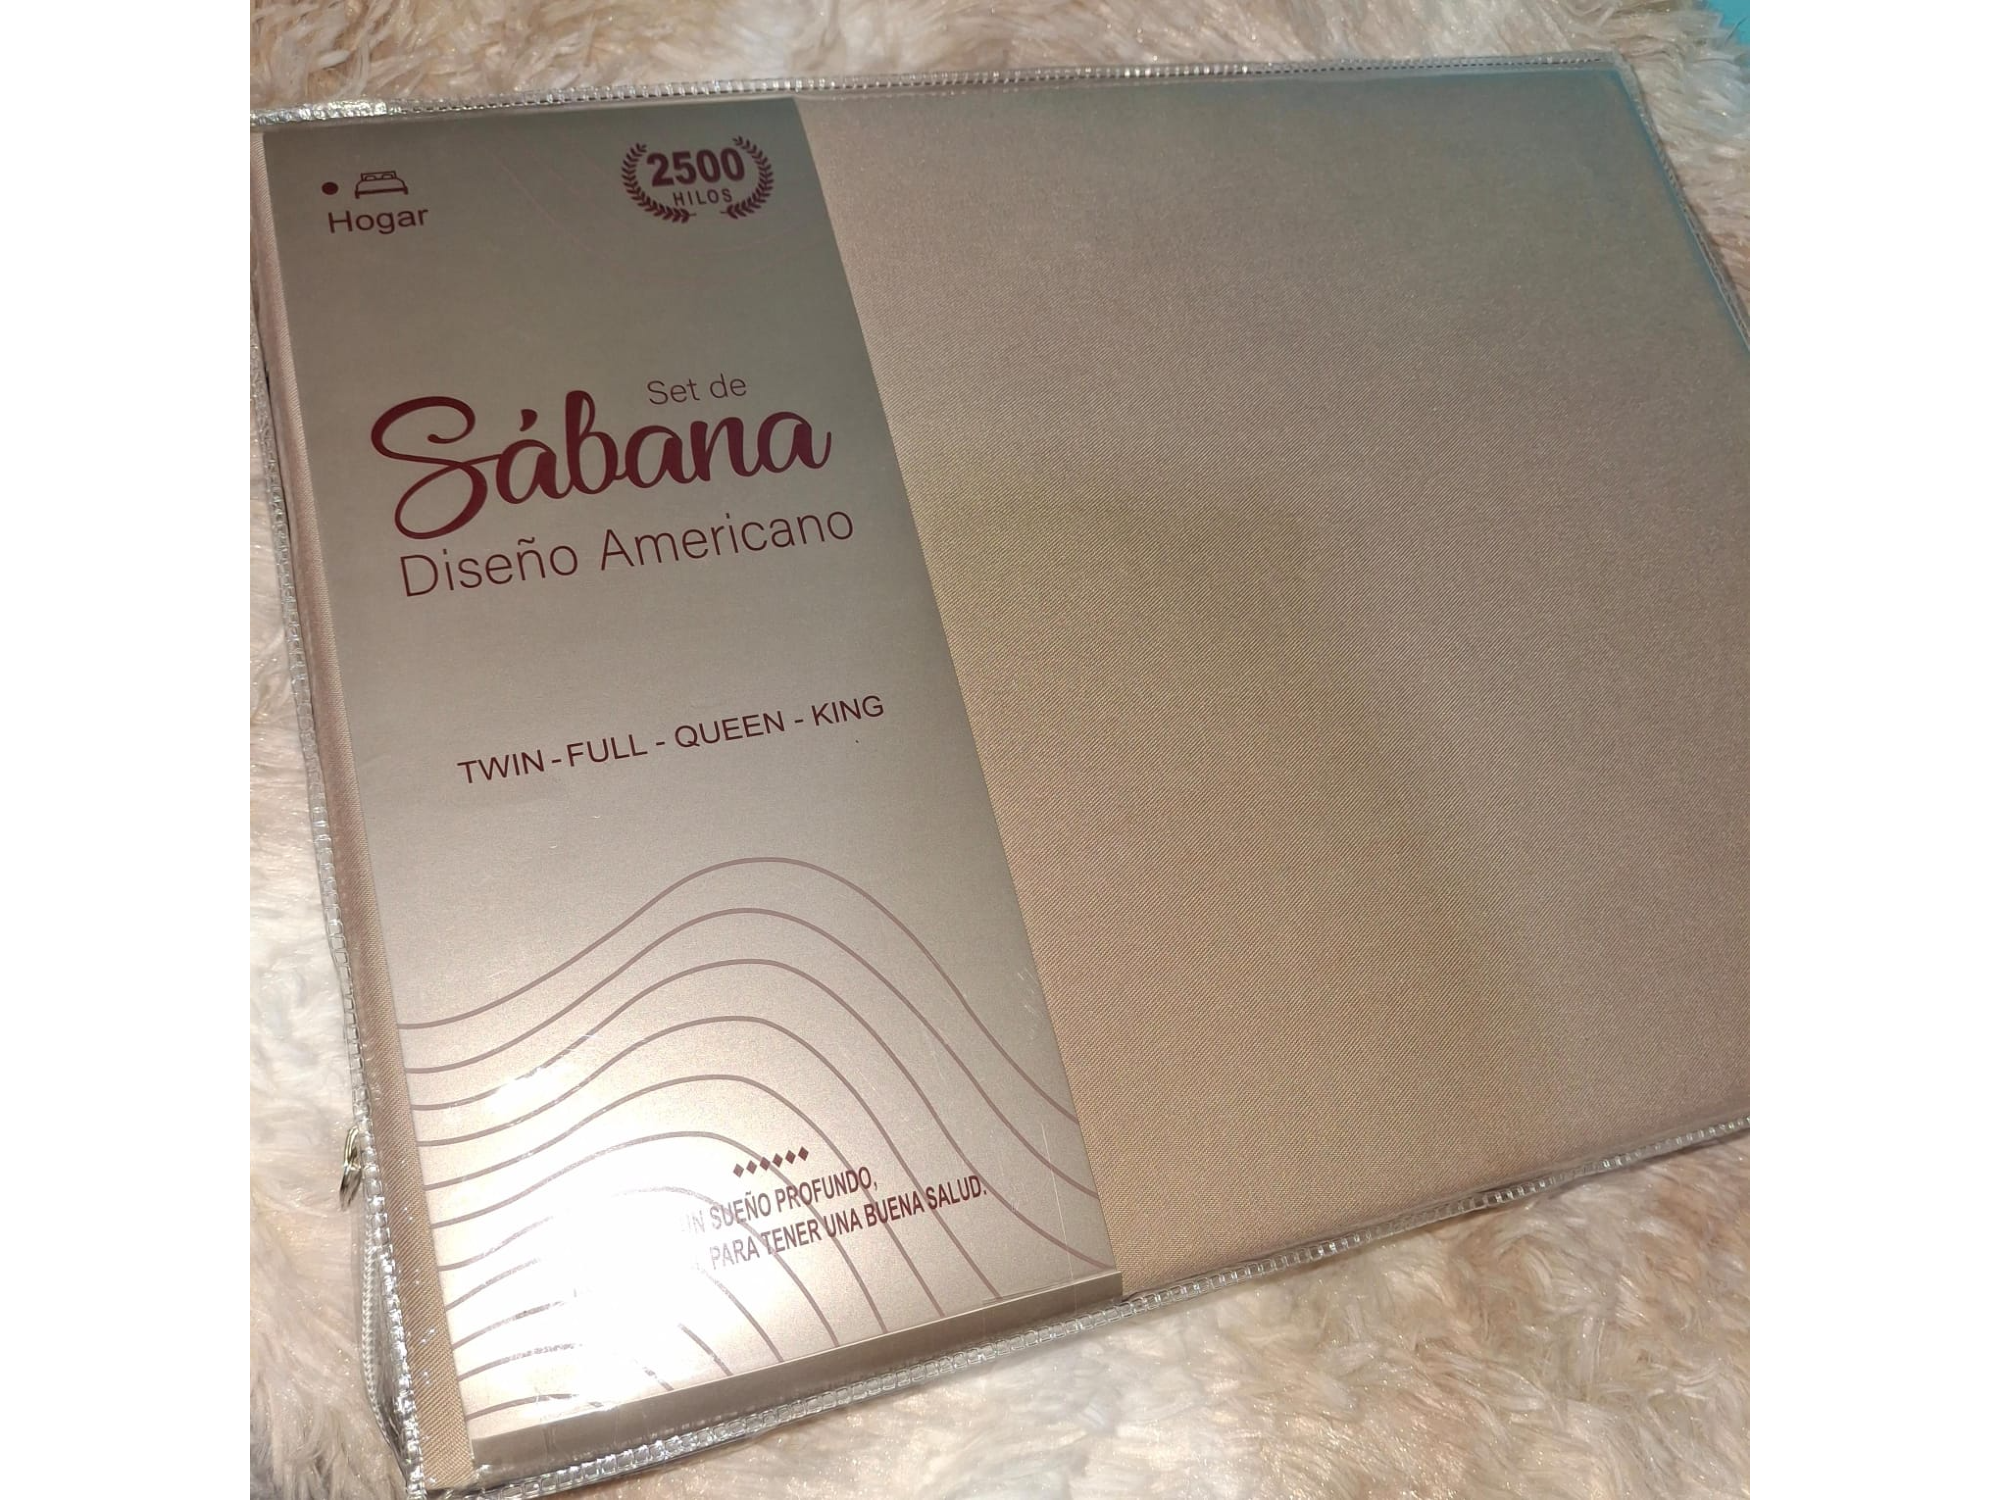 Hogar
2500
HILOS
Set de
Sábana
Diseño Americano
TWIN - FULL - QUEEN - KING
SUEÑO PROFUNDO,
PARA TENER UNA BUENA SALUD.